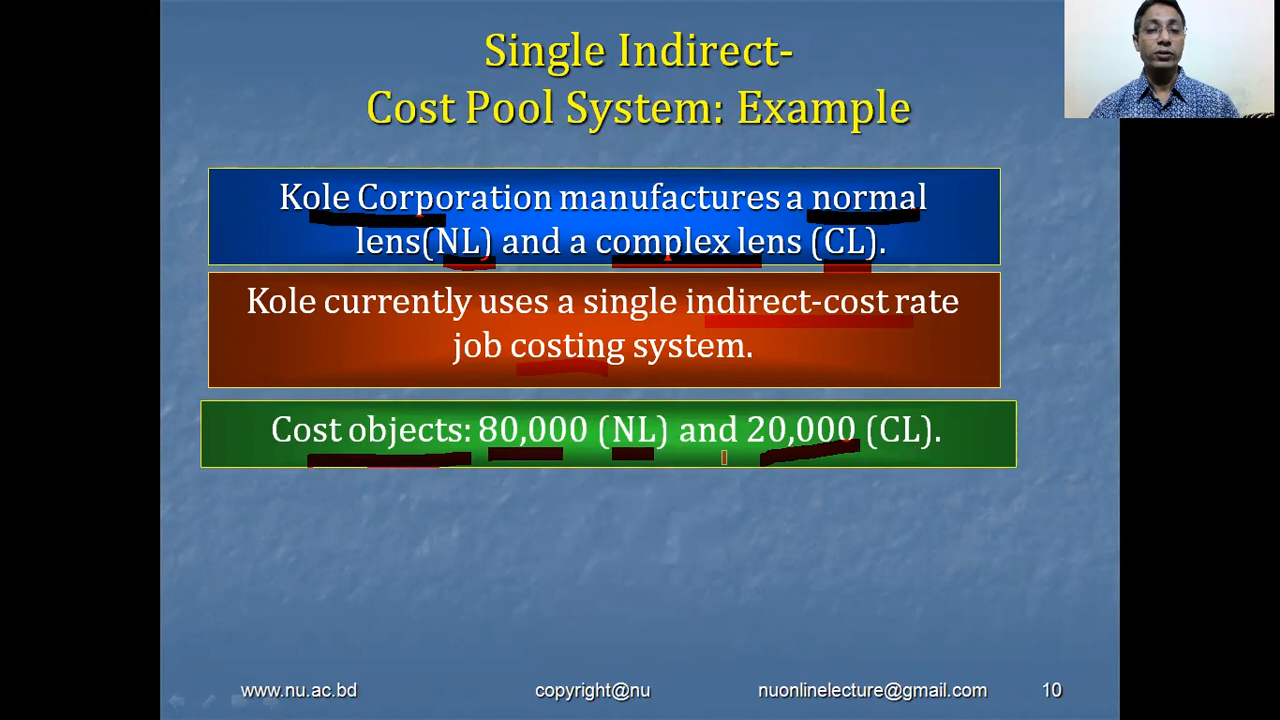 Single Indirect-
Cost Pool System: Example
Kole Corporation manufactures a normal
lens(NL) and a complex lens (CL).
Kole currently uses a single indirect-cost rate
job costing system.
Cost objects: 80,000 (NL) and 20,000 (CL).
www.nu.ac.bd copyright@nu nuonlinelecture@gmail.com 10